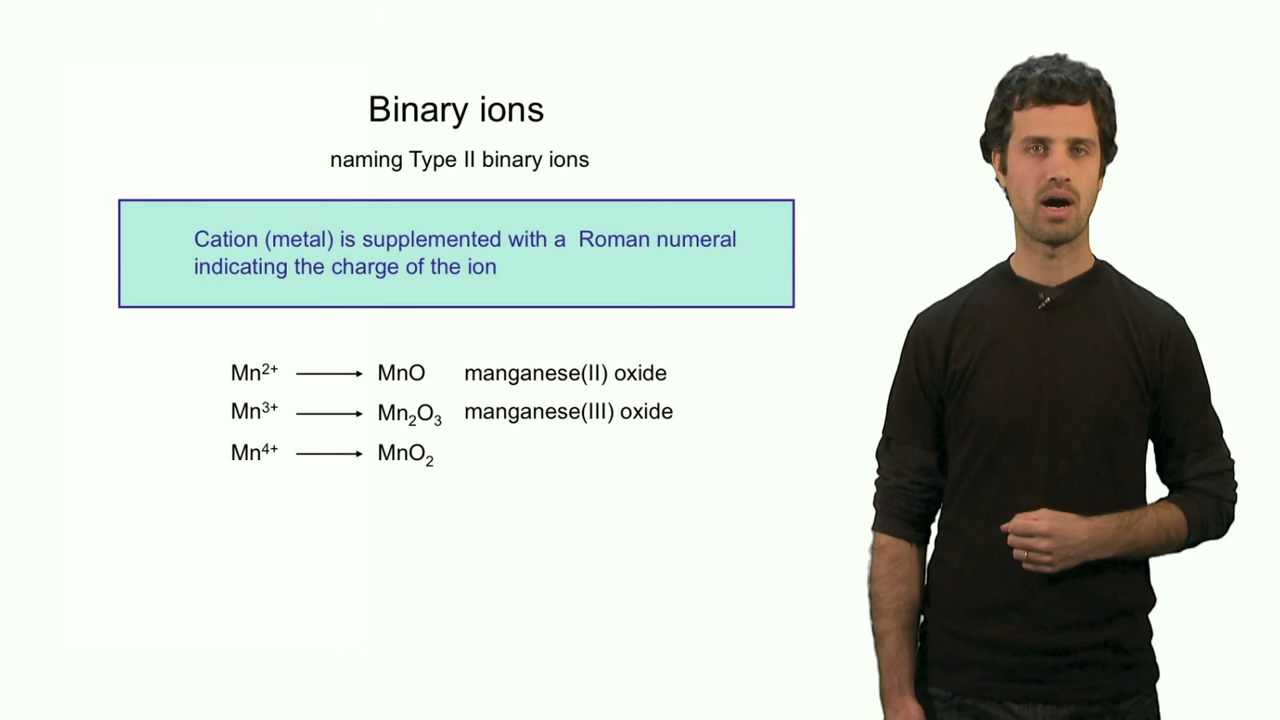 Binary ions
naming Type II binary ions
Cation (metal) is supplemented with a Roman numeral
indicating the charge of the ion
Mn²⁺ ⟶ MnO manganese(II) oxide
Mn³⁺ ⟶ Mn₂O₃ manganese(III) oxide
Mn⁴⁺ ⟶ MnO₂